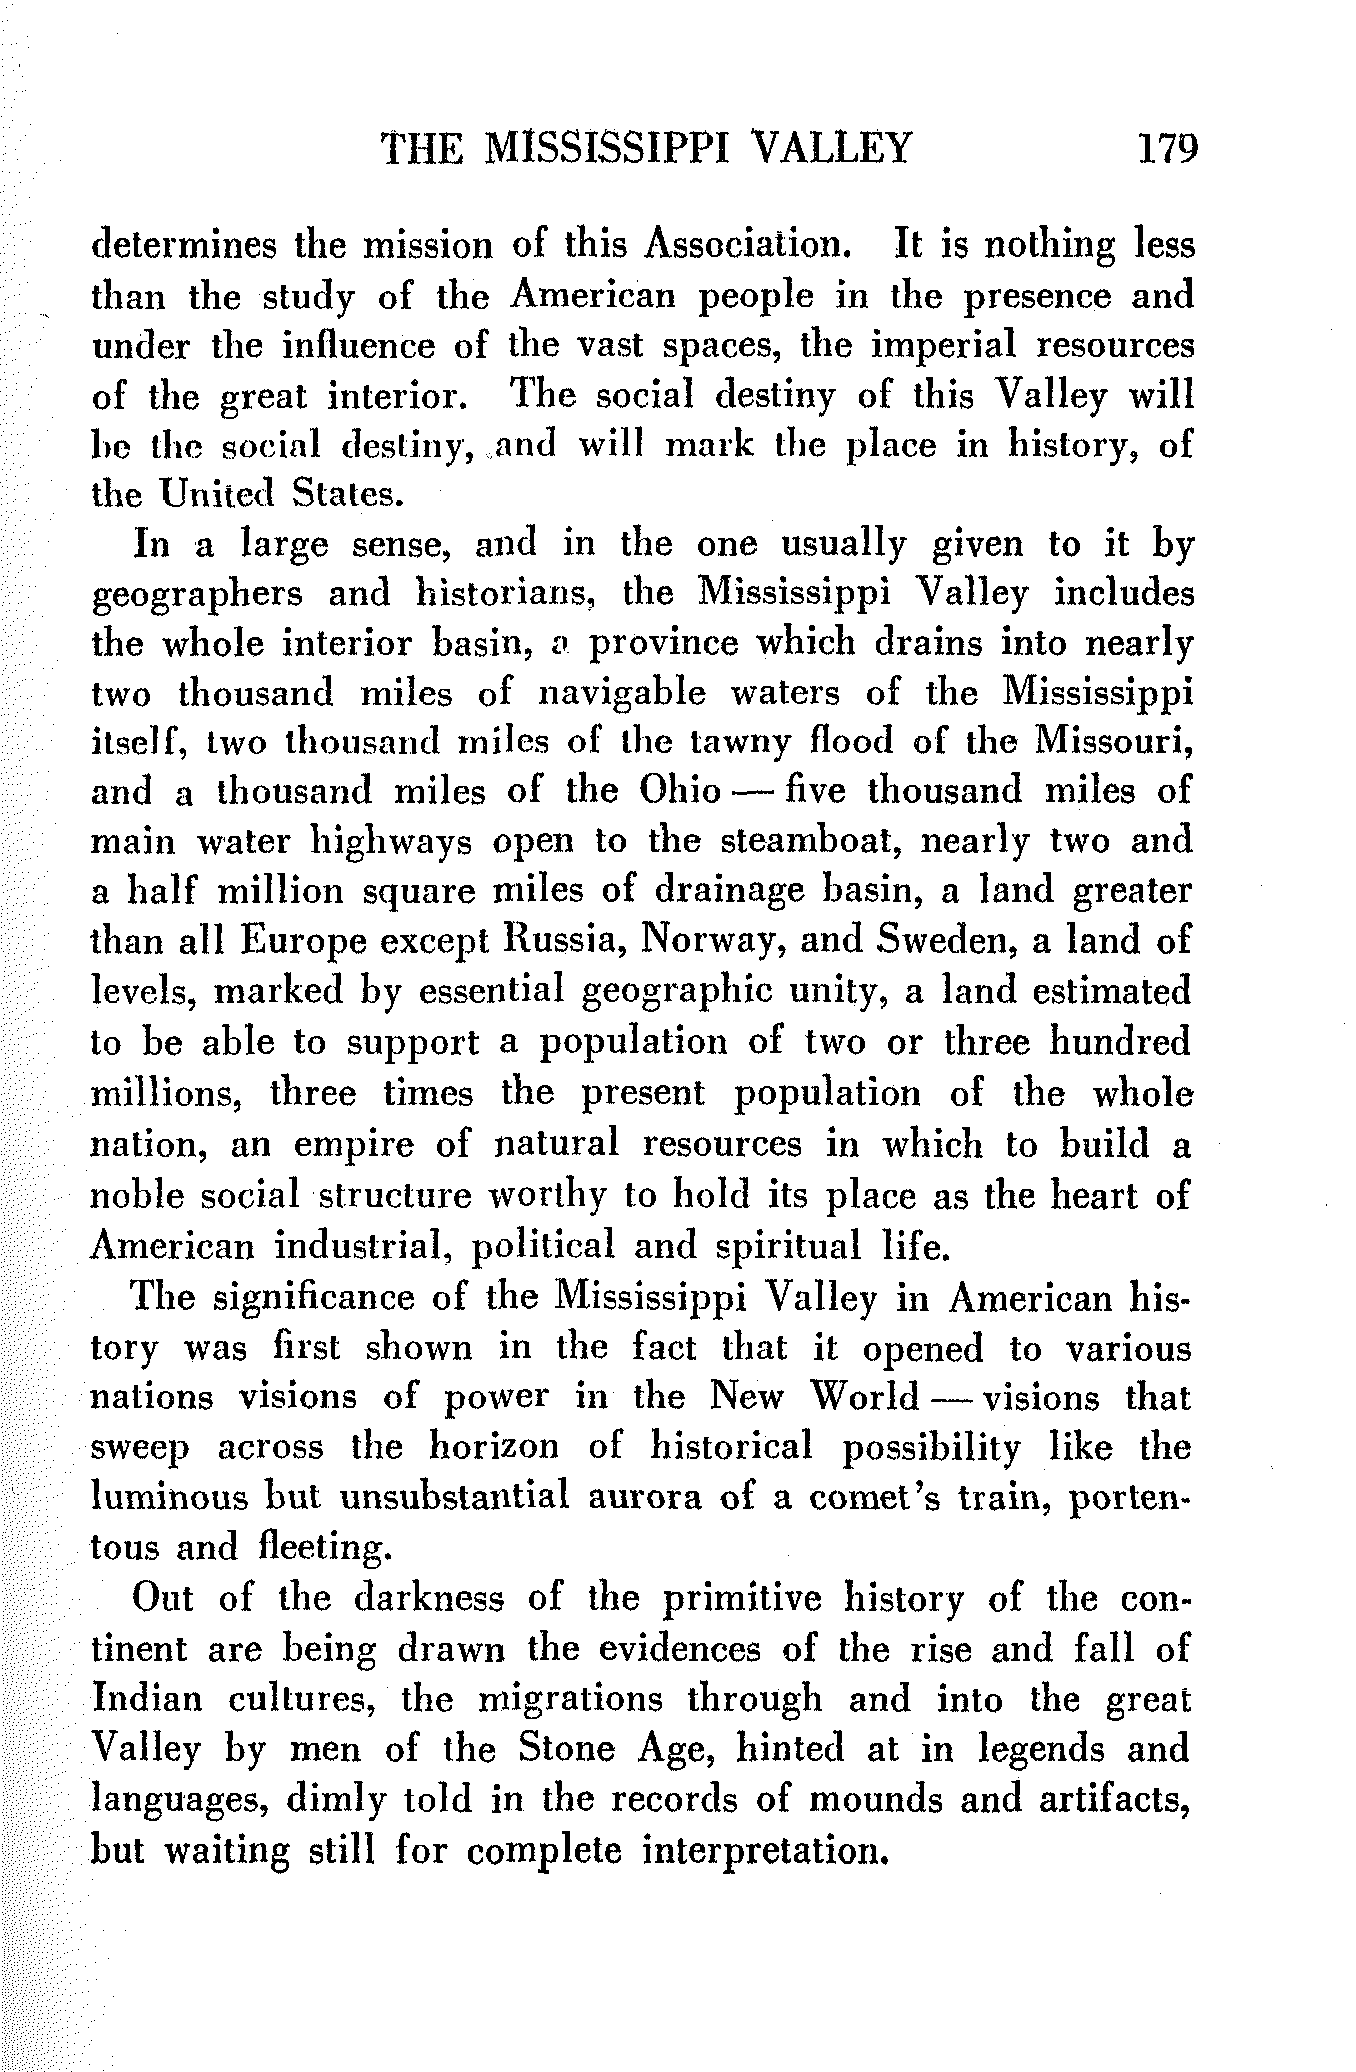 THE MISSISSIPPI VALLEY 179
determines the mission of this Association. It is nothing less
than the study of the American people in the presence and
under the influence of the vast spaces, the imperial resources
of the great interior. The social destiny of this Valley will
be the social destiny, and will mark the place in history, of
the United States.
In a large sense, and in the one usually given to it by
geographers and historians, the Mississippi Valley includes
the whole interior basin, a province which drains into nearly
two thousand miles of navigable waters of the Mississippi
itself, two thousand miles of the tawny flood of the Missouri,
and a thousand miles of the Ohio — five thousand miles of
main water highways open to the steamboat, nearly two and
a half million square miles of drainage basin, a land greater
than all Europe except Russia, Norway, and Sweden, a land of
levels, marked by essential geographic unity, a land estimated
to be able to support a population of two or three hundred
millions, three times the present population of the whole
nation, an empire of natural resources in which to build a
noble social structure worthy to hold its place as the heart of
American industrial, political and spiritual life.
The significance of the Mississippi Valley in American his-
tory was first shown in the fact that it opened to various
nations visions of power in the New World — visions that
sweep across the horizon of historical possibility like the
luminous but unsubstantial aurora of a comet's train, porten-
tous and fleeting.
Out of the darkness of the primitive history of the con-
tinent are being drawn the evidences of the rise and fall of
Indian cultures, the migrations through and into the great
Valley by men of the Stone Age, hinted at in legends and
languages, dimly told in the records of mounds and artifacts,
but waiting still for complete interpretation.